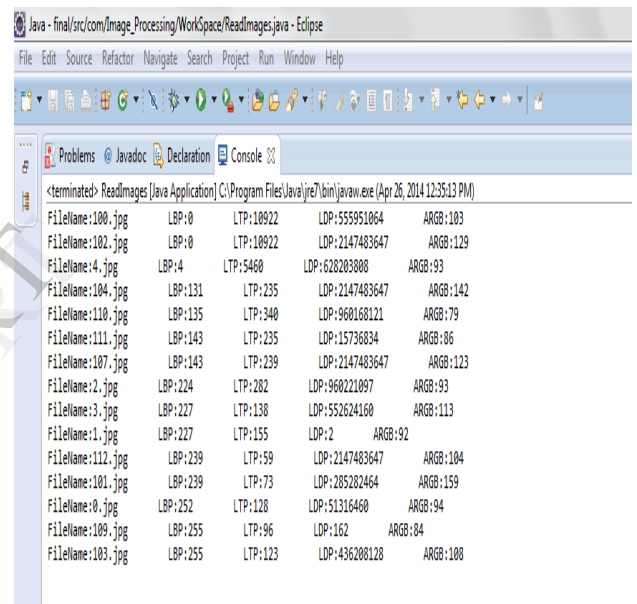 Java - final/src/com/Image_Processing/WorkSpace/ReadImages.java - Eclipse
File Edit Source Refactor Navigate Search Project Run Window Help
Problems @ Javadoc Declaration Console
<terminated> ReadImages [Java Application] C:\Program Files\Java\jre7\bin\javaw.exe (Apr 26, 2014 12:35:13 PM)
FileName:100.jpg LBP:0 LTP:10922 LDP:555951064 ARGB:103
FileName:102.jpg LBP:0 LTP:10922 LDP:2147483647 ARGB:129
FileName:4.jpg LBP:4 LTP:5460 LDP:628203808 ARGB:93
FileName:104.jpg LBP:131 LTP:235 LDP:2147483647 ARGB:142
FileName:110.jpg LBP:135 LTP:340 LDP:960168121 ARGB:79
FileName:111.jpg LBP:143 LTP:235 LDP:15736834 ARGB:86
FileName:107.jpg LBP:143 LTP:239 LDP:2147483647 ARGB:123
FileName:2.jpg LBP:224 LTP:282 LDP:960221097 ARGB:93
FileName:3.jpg LBP:227 LTP:138 LDP:552624160 ARGB:113
FileName:1.jpg LBP:227 LTP:155 LDP:2 ARGB:92
FileName:112.jpg LBP:239 LTP:59 LDP:2147483647 ARGB:104
FileName:101.jpg LBP:239 LTP:73 LDP:285282464 ARGB:159
FileName:0.jpg LBP:252 LTP:128 LDP:51316460 ARGB:94
FileName:109.jpg LBP:255 LTP:96 LDP:162 ARGB:84
FileName:103.jpg LBP:255 LTP:123 LDP:436208128 ARGB:108